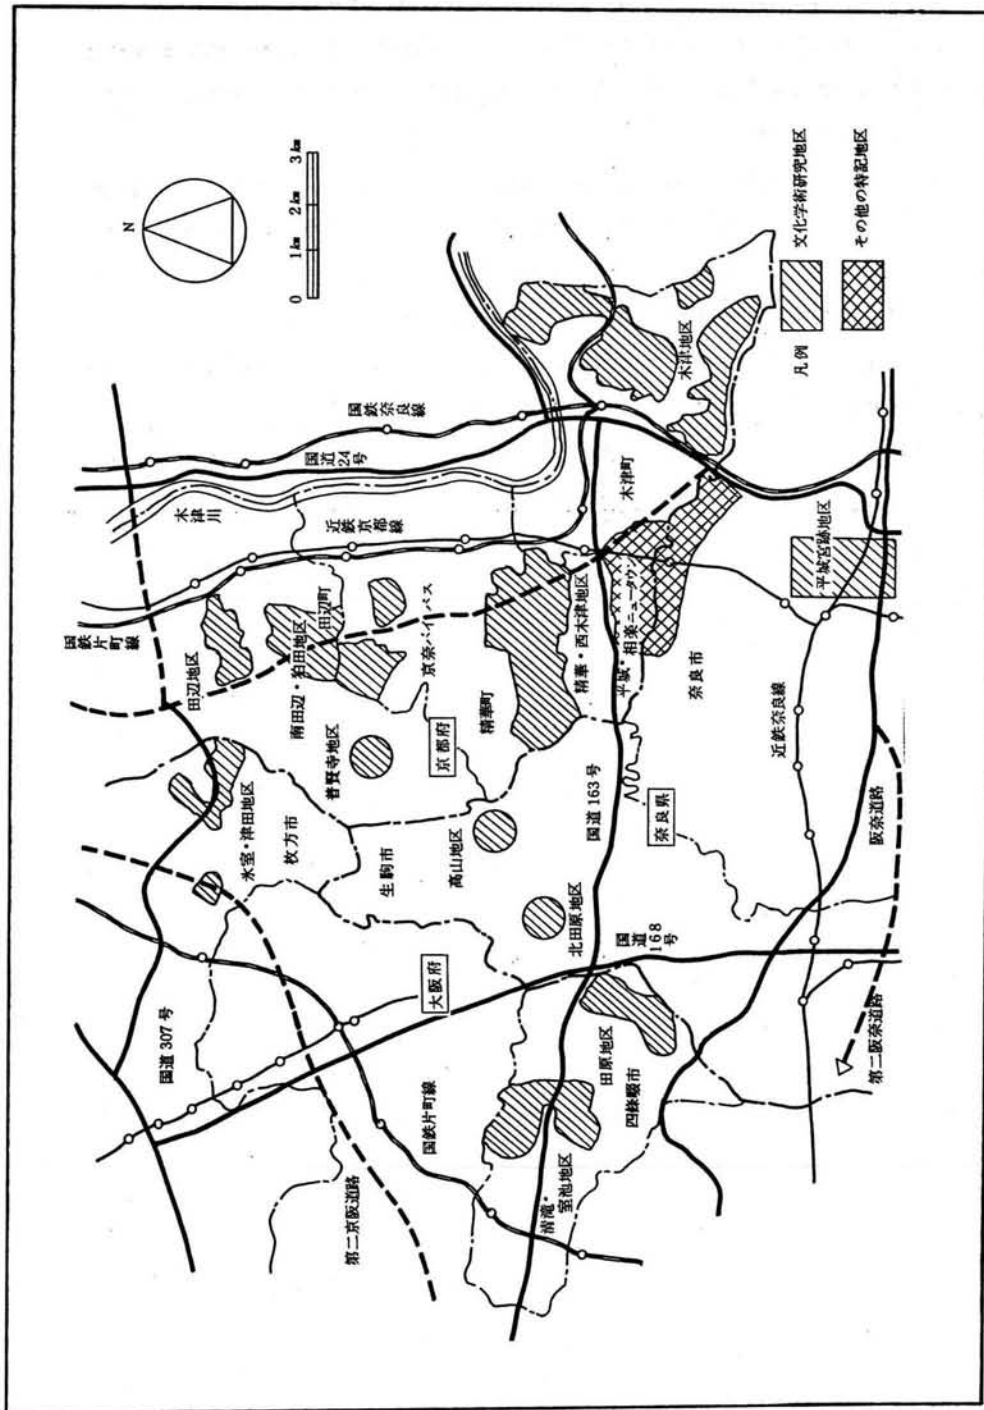 N
0 1km 2km 3km
国鉄片町線
国鉄奈良線
国道24号
木津川
近鉄京都線
田辺地区
南田辺・狛田地区
田辺町
京奈バイパス
普賢寺地区
京都府
精華町
精華・西木津地区
木津町
木津地区
平城・相楽ニュータウン
奈良市
平城宮跡地区
近鉄奈良線
阪奈道路
第二阪奈道路
氷室・津田地区
枚方市
生駒市
高山地区
北田原地区
国道163号
奈良県
国道168号
大阪府
国道307号
国鉄片町線
第二京阪道路
田原地区
四條畷市
清滝・室池地区
凡例
文化学術研究地区
その他の特記地区